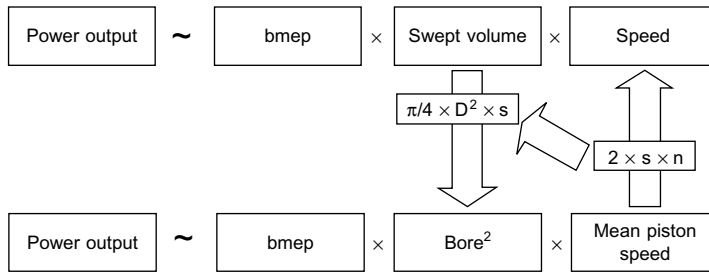 Power output ~ bmep × Swept volume × Speed
π/4 × D² × s
2 × s × n
Power output ~ bmep × Bore² × Mean piston speed